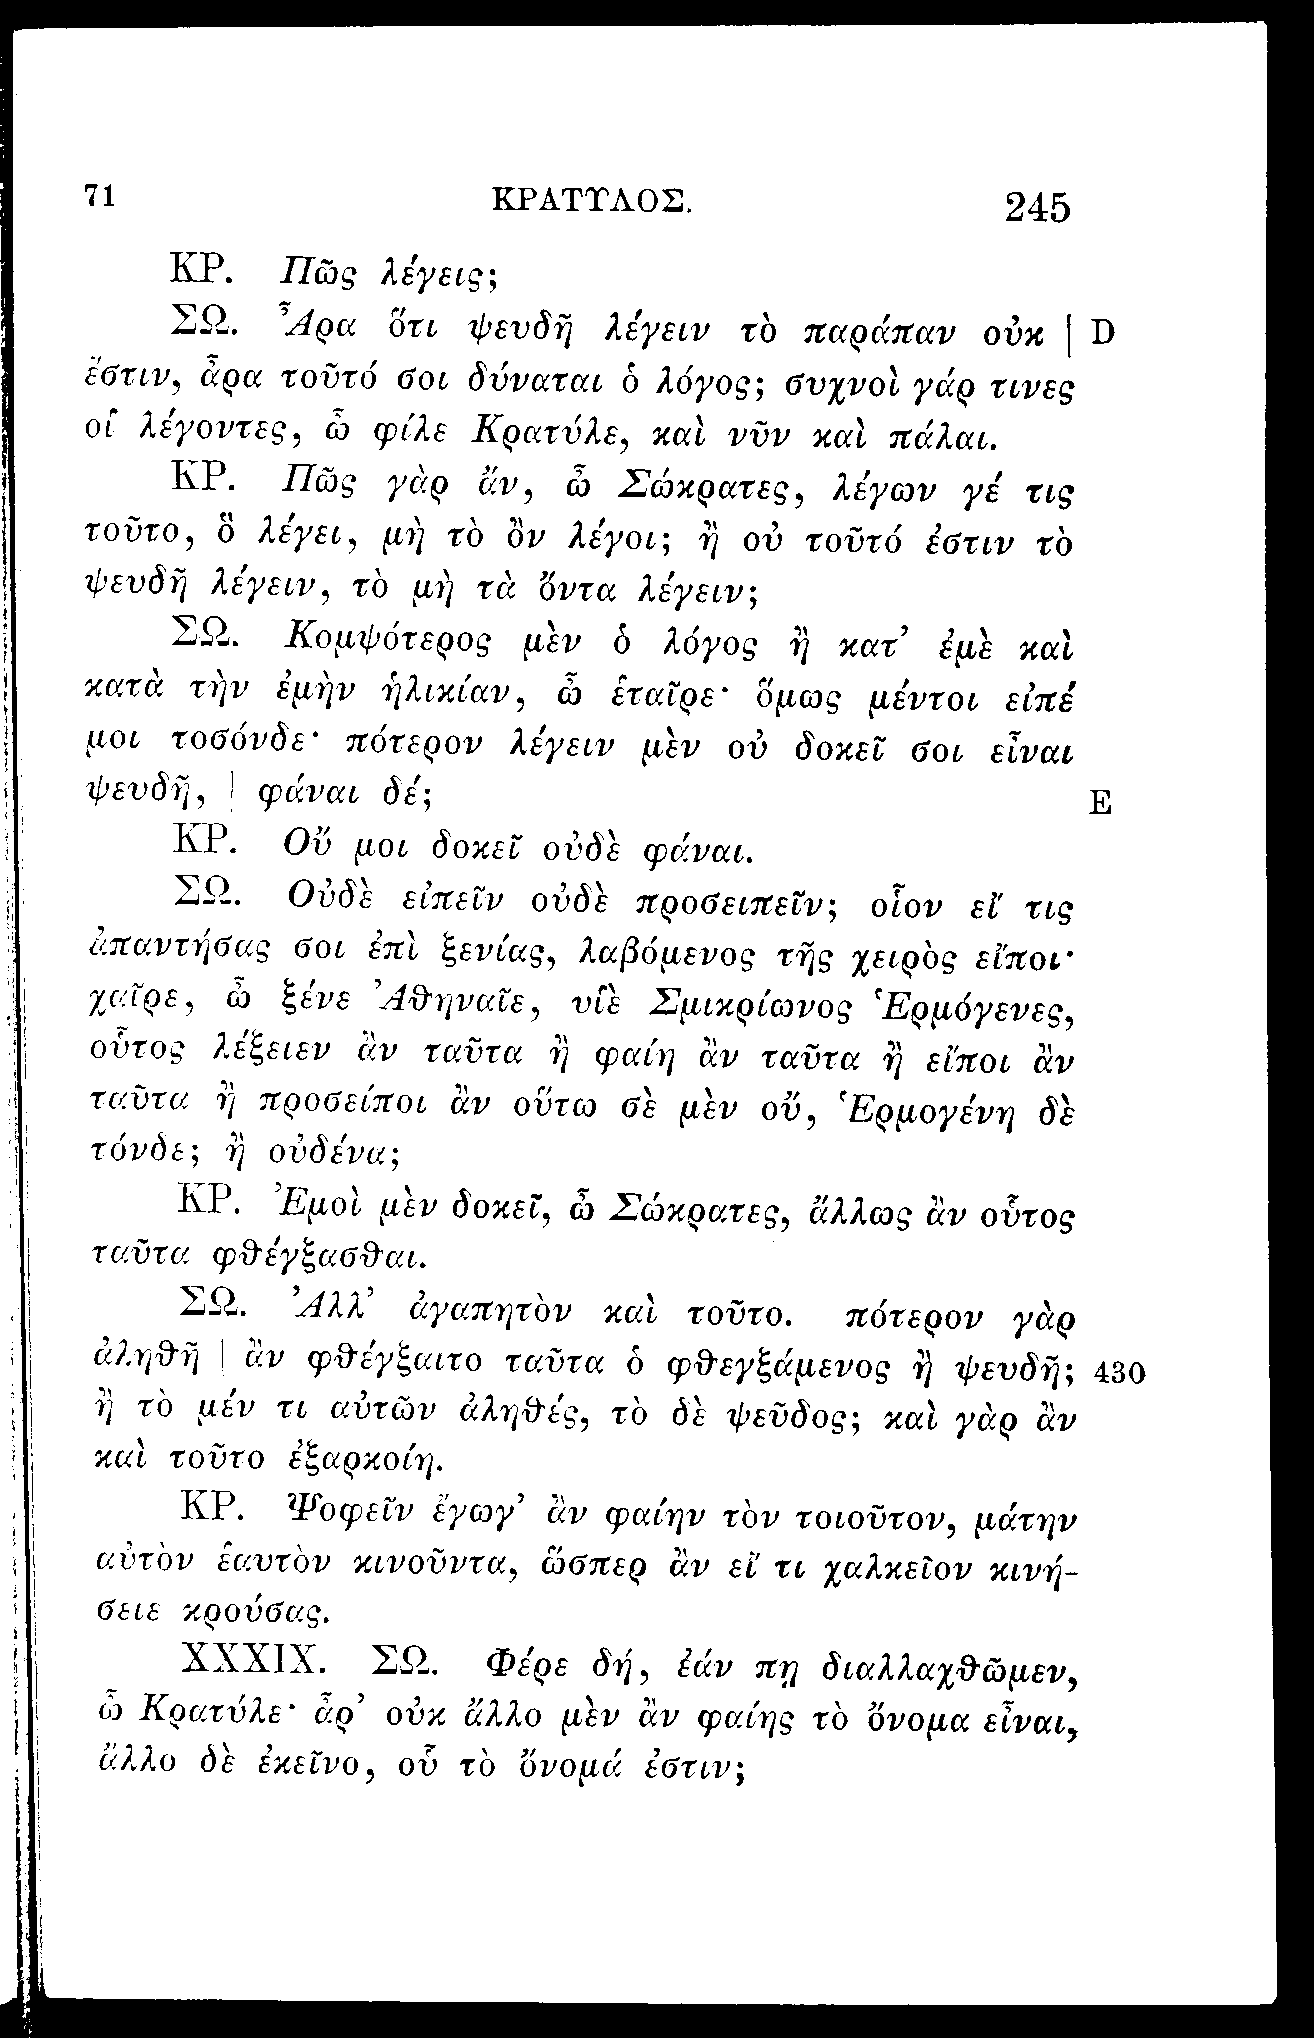 71 ΚΡΑΤΥΛΟΣ. 245
ΚΡ. Πῶς λέγεις;
ΣΩ. Ἆρα ὅτι ψευδῆ λέγειν τὸ παράπαν οὐκ | D
ἔστιν, ἆρα τοῦτό σοι δύναται ὁ λόγος; συχνοὶ γάρ τινες
οἱ λέγοντες, ὦ φίλε Κρατύλε, καὶ νῦν καὶ πάλαι.
ΚΡ. Πῶς γὰρ ἄν, ὦ Σώκρατες, λέγων γέ τις
τοῦτο, ὃ λέγει, μὴ τὸ ὂν λέγοι; ἢ οὐ τοῦτό ἐστιν τὸ
ψευδῆ λέγειν, τὸ μὴ τὰ ὄντα λέγειν;
ΣΩ. Κομψότερος μὲν ὁ λόγος ἢ κατ’ ἐμὲ καὶ
κατὰ τὴν ἐμὴν ἡλικίαν, ὦ ἑταῖρε· ὅμως μέντοι εἰπέ
μοι τοσόνδε· πότερον λέγειν μὲν οὐ δοκεῖ σοι εἶναι
ψευδῆ, | φάναι δέ; E
ΚΡ. Οὔ μοι δοκεῖ οὐδὲ φάναι.
ΣΩ. Οὐδὲ εἰπεῖν οὐδὲ προσειπεῖν; οἷον εἴ τις
ἀπαντήσας σοι ἐπὶ ξενίας, λαβόμενος τῆς χειρὸς εἴποι·
χαῖρε, ὦ ξένε Ἀθηναῖε, υἱὲ Σμικρίωνος Ἑρμόγενες,
οὗτος λέξειεν ἂν ταῦτα ἢ φαίη ἂν ταῦτα ἢ εἴποι ἂν
ταῦτα ἢ προσείποι ἂν οὕτω σὲ μὲν οὔ, Ἑρμογένη δὲ
τόνδε; ἢ οὐδένα;
ΚΡ. Ἐμοὶ μὲν δοκεῖ, ὦ Σώκρατες, ἄλλως ἂν οὗτος
ταῦτα φθέγξασθαι.
ΣΩ. Ἀλλ’ ἀγαπητὸν καὶ τοῦτο. πότερον γὰρ
ἀληθῆ | ἂν φθέγξαιτο ταῦτα ὁ φθεγξάμενος ἢ ψευδῆ; 430
ἢ τὸ μέν τι αὐτῶν ἀληθές, τὸ δὲ ψεῦδος; καὶ γὰρ ἂν
καὶ τοῦτο ἐξαρκοίη.
ΚΡ. Ψοφεῖν ἔγωγ’ ἂν φαίην τὸν τοιοῦτον, μάτην
αὐτὸν ἑαυτὸν κινοῦντα, ὥσπερ ἂν εἴ τι χαλκεῖον κινή-
σειε κρούσας.
XXXIX. ΣΩ. Φέρε δή, ἐάν πῃ διαλλαχθῶμεν,
ὦ Κρατύλε· ἆρ’ οὐκ ἄλλο μὲν ἂν φαίης τὸ ὄνομα εἶναι,
ἄλλο δὲ ἐκεῖνο, οὗ τὸ ὄνομά ἐστιν;